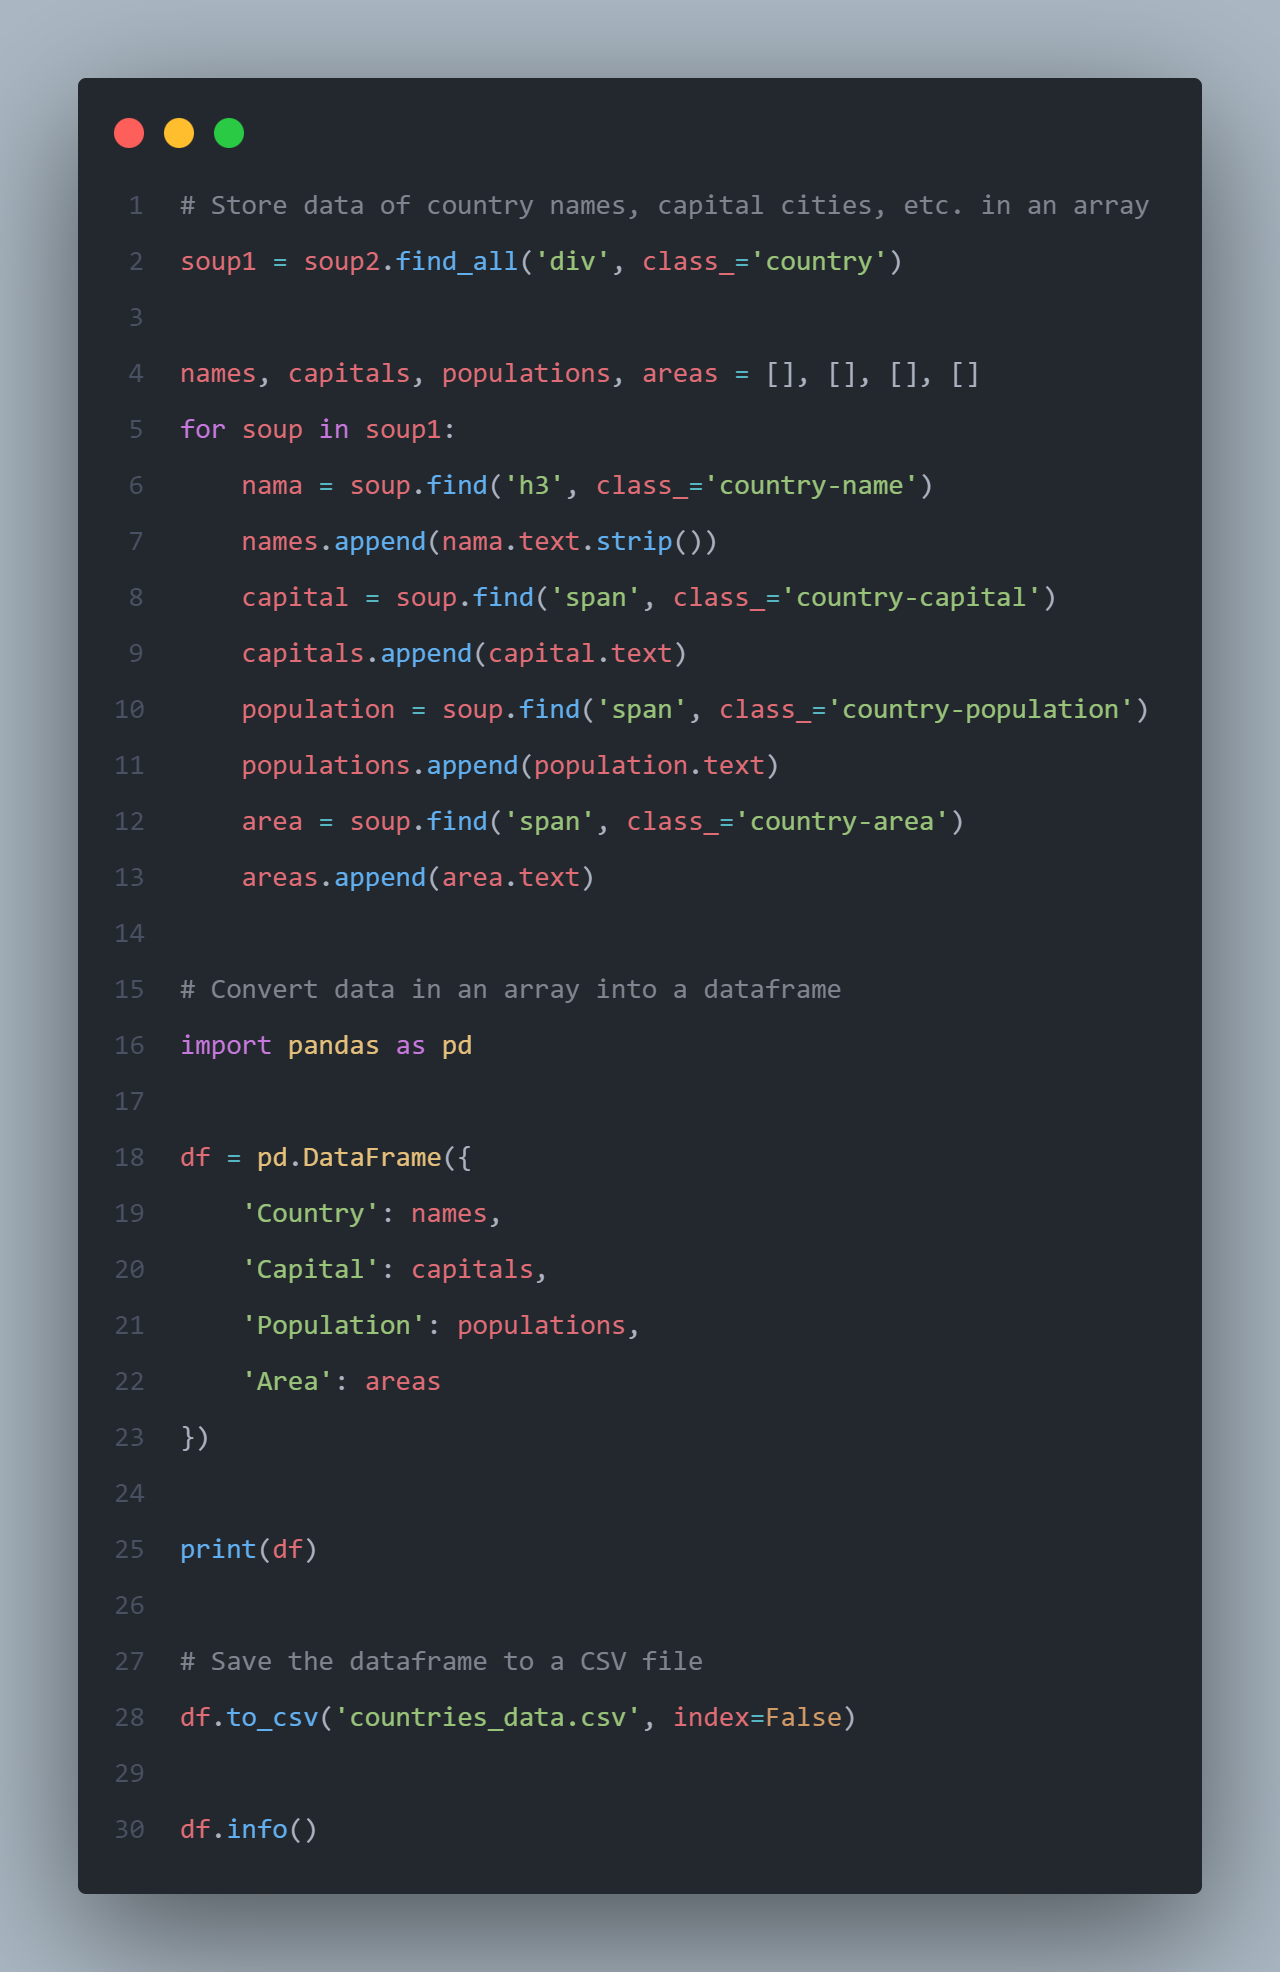 1 # Store data of country names, capital cities, etc. in an array
2 soup1 = soup2.find_all('div', class_='country')
3
4 names, capitals, populations, areas = [], [], [], []
5 for soup in soup1:
6     nama = soup.find('h3', class_='country-name')
7     names.append(nama.text.strip())
8     capital = soup.find('span', class_='country-capital')
9     capitals.append(capital.text)
10     population = soup.find('span', class_='country-population')
11     populations.append(population.text)
12     area = soup.find('span', class_='country-area')
13     areas.append(area.text)
14
15 # Convert data in an array into a dataframe
16 import pandas as pd
17
18 df = pd.DataFrame({
19     'Country': names,
20     'Capital': capitals,
21     'Population': populations,
22     'Area': areas
23 })
24
25 print(df)
26
27 # Save the dataframe to a CSV file
28 df.to_csv('countries_data.csv', index=False)
29
30 df.info()